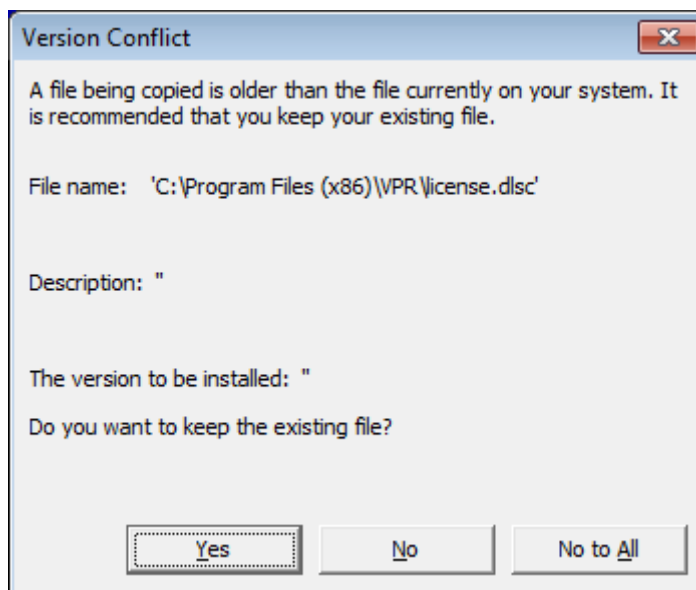 Version Conflict
A file being copied is older than the file currently on your system. It
is recommended that you keep your existing file.
File name: 'C:\Program Files (x86)\VPR\license.dlsc'
Description: ''
The version to be installed: ''
Do you want to keep the existing file?
Yes No No to All